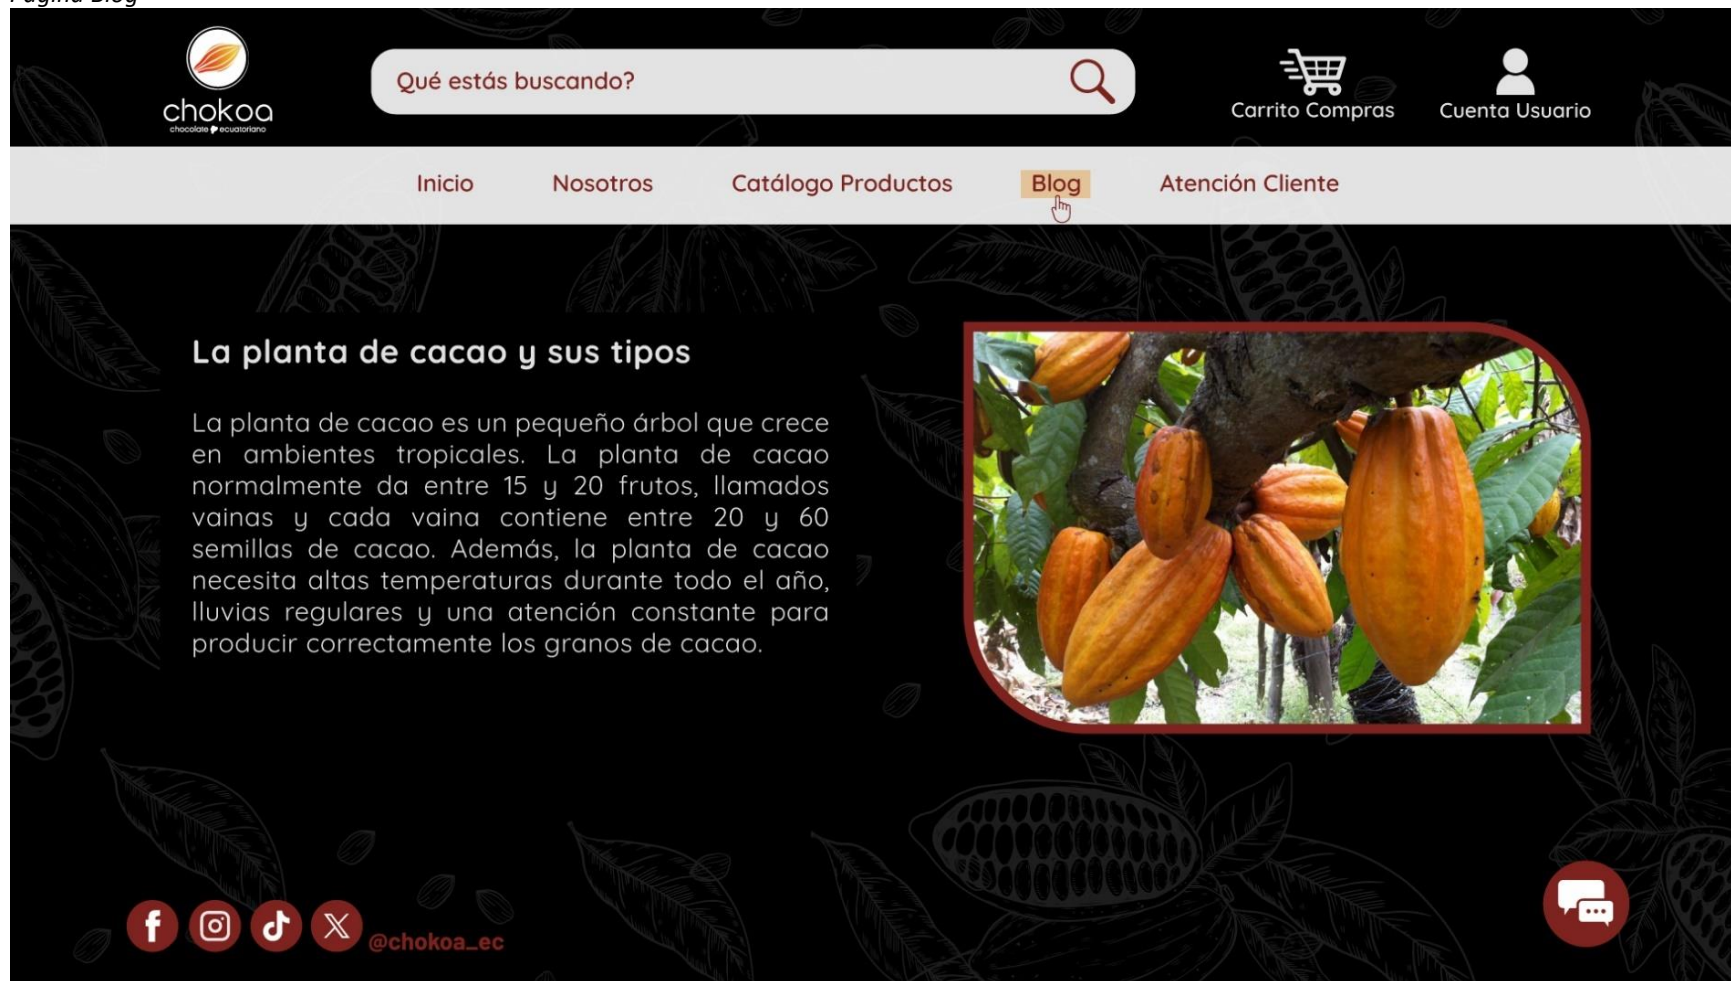 Página Blog
chokoa
chocolate ecuatoriano
Qué estás buscando?
Carrito Compras
Cuenta Usuario
Inicio
Nosotros
Catálogo Productos
Blog
Atención Cliente
La planta de cacao y sus tipos
La planta de cacao es un pequeño árbol que crece
en ambientes tropicales. La planta de cacao
normalmente da entre 15 y 20 frutos, llamados
vainas y cada vaina contiene entre 20 y 60
semillas de cacao. Además, la planta de cacao
necesita altas temperaturas durante todo el año,
lluvias regulares y una atención constante para
producir correctamente los granos de cacao.
@chokoa_ec